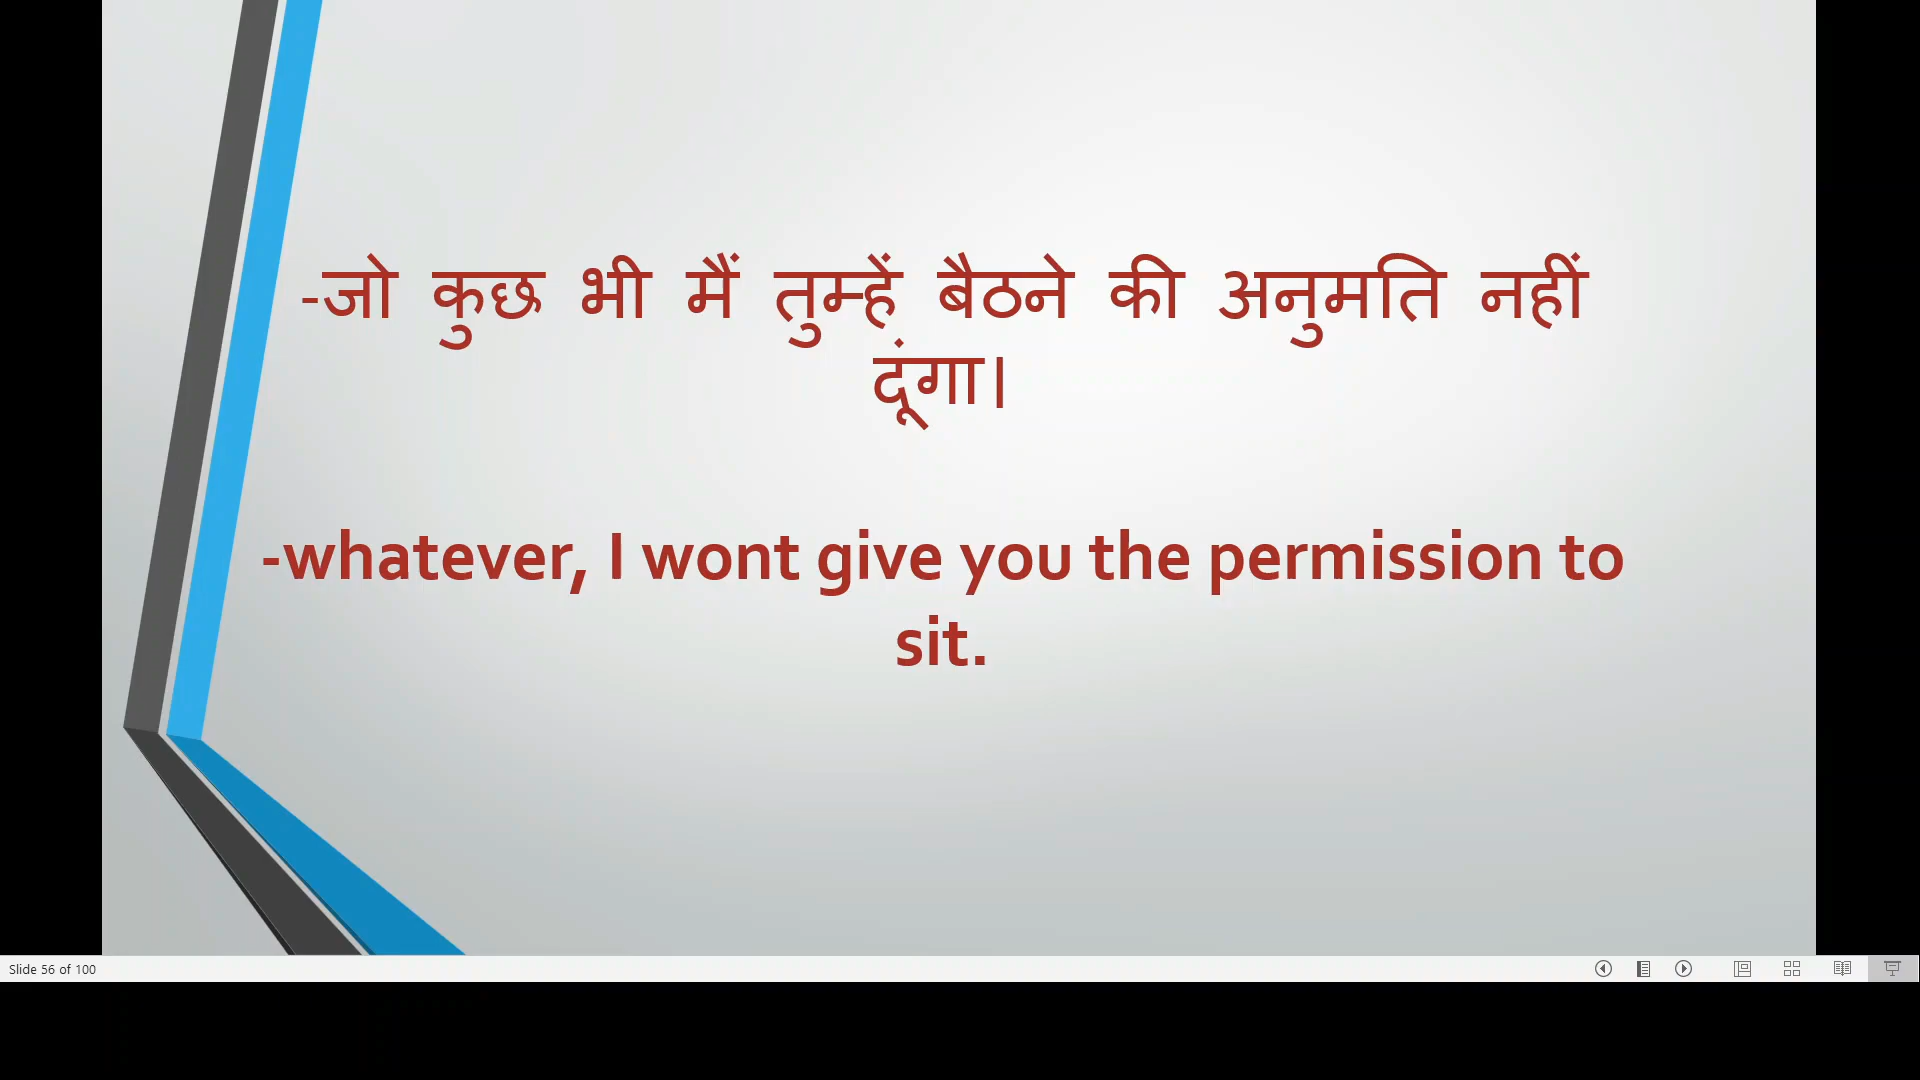 -जो कुछ भी मैं तुम्हें बैठने की अनुमति नहीं
दूंगा।
-whatever, I wont give you the permission to
sit.
Slide 56 of 100